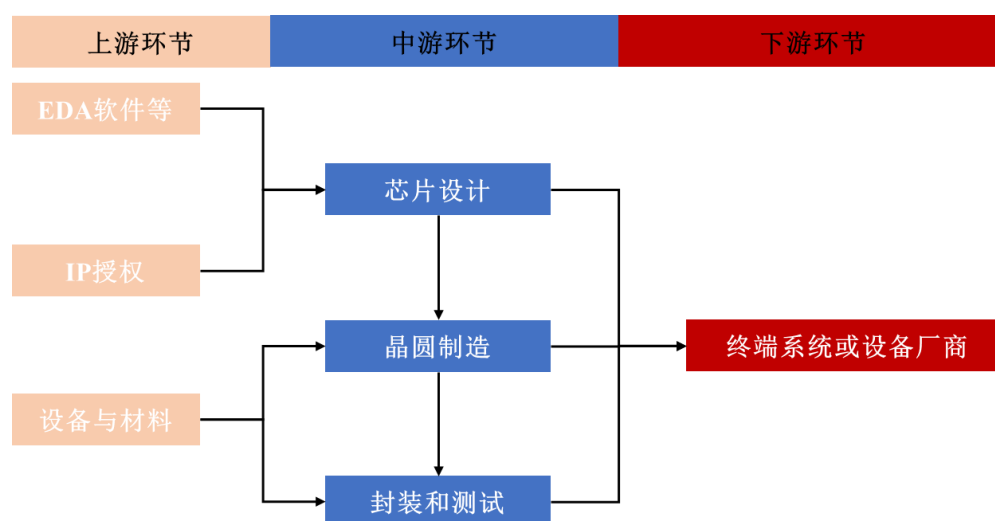 上游环节
中游环节
下游环节
EDA软件等
芯片设计
IP授权
晶圆制造
终端系统或设备厂商
设备与材料
封装和测试